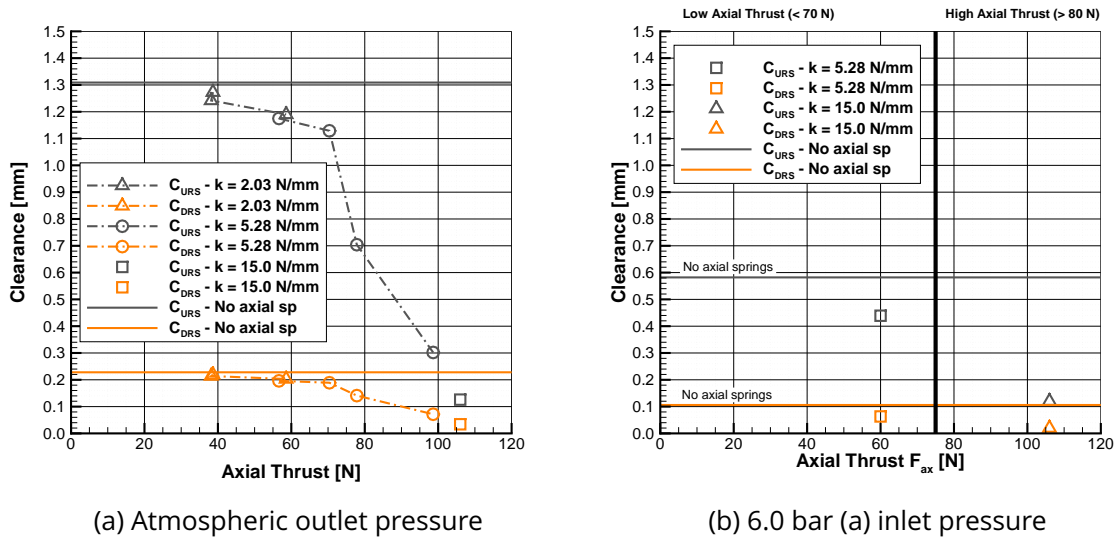 1.5
1.4
1.3
1.2
1.1
1.0
0.9
0.8
0.7
0.6
0.5
0.4
0.3
0.2
0.1
0.0
Clearance [mm]
C_URS - k = 2.03 N/mm
C_DRS - k = 2.03 N/mm
C_URS - k = 5.28 N/mm
C_DRS - k = 5.28 N/mm
C_URS - k = 15.0 N/mm
C_DRS - k = 15.0 N/mm
C_URS - No axial sp
C_DRS - No axial sp
0 20 40 60 80 100 120
Axial Thrust [N]
(a) Atmospheric outlet pressure
Low Axial Thrust (< 70 N)
High Axial Thrust (> 80 N)
1.5
1.4
1.3
1.2
1.1
1.0
0.9
0.8
0.7
0.6
0.5
0.4
0.3
0.2
0.1
0.0
Clearance [mm]
C_URS - k = 5.28 N/mm
C_DRS - k = 5.28 N/mm
C_URS - k = 15.0 N/mm
C_DRS - k = 15.0 N/mm
C_URS - No axial sp
C_DRS - No axial sp
No axial springs
No axial springs
0 20 40 60 80 100 120
Axial Thrust F_ax [N]
(b) 6.0 bar (a) inlet pressure